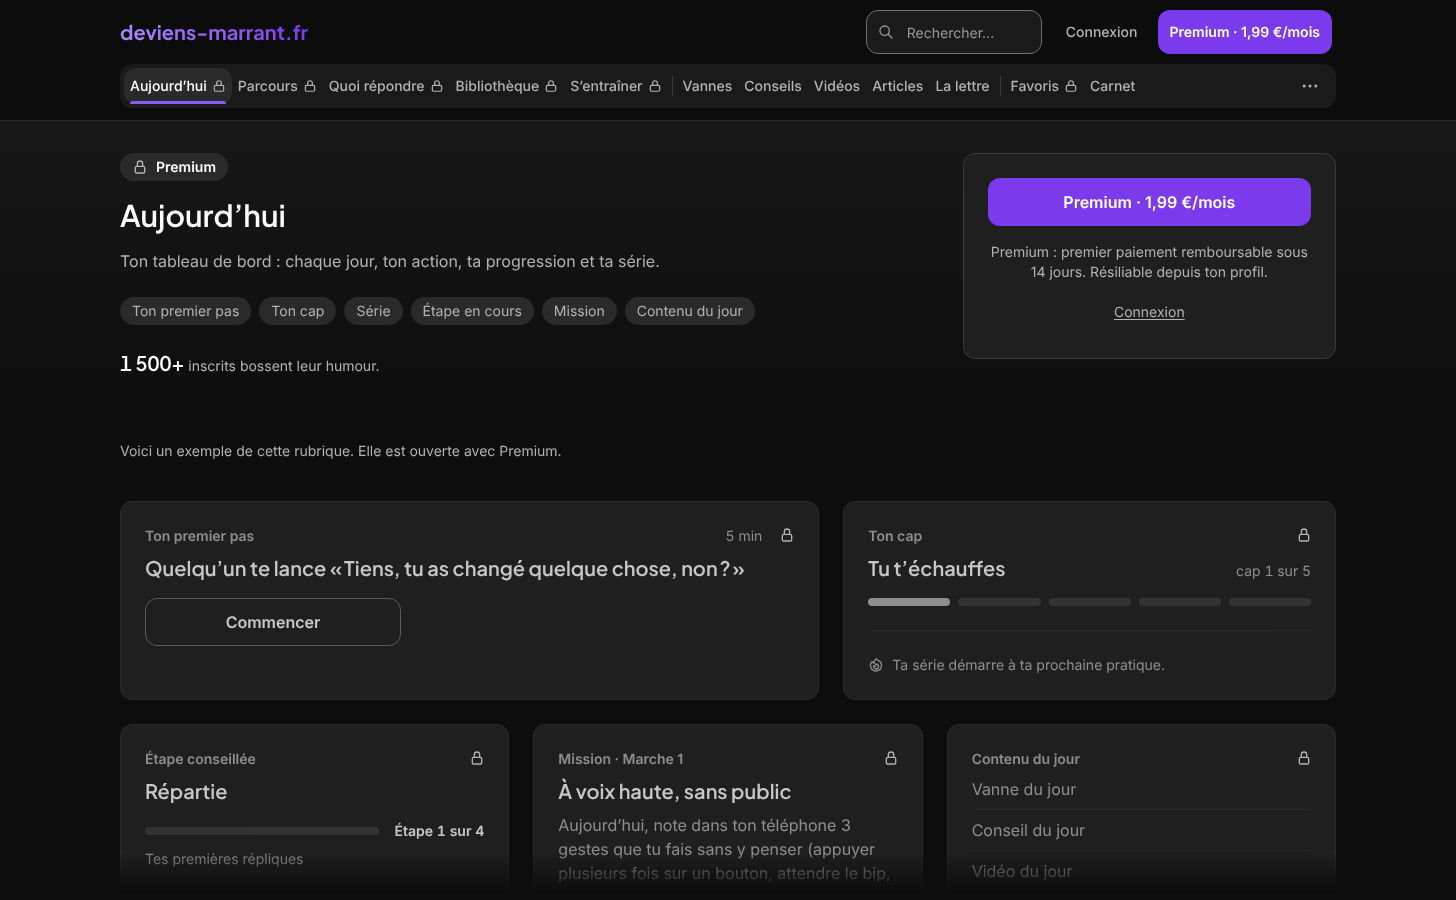 deviens-marrant.fr
Rechercher...
Connexion
Premium · 1,99 €/mois
Aujourd’hui
Parcours
Quoi répondre
Bibliothèque
S’entraîner
Vannes
Conseils
Vidéos
Articles
La lettre
Favoris
Carnet
Premium
Aujourd’hui
Ton tableau de bord : chaque jour, ton action, ta progression et ta série.
Ton premier pas
Ton cap
Série
Étape en cours
Mission
Contenu du jour
1 500+ inscrits bossent leur humour.
Premium · 1,99 €/mois
Premium : premier paiement remboursable sous
14 jours. Résiliable depuis ton profil.
Connexion
Voici un exemple de cette rubrique. Elle est ouverte avec Premium.
Ton premier pas
5 min
Quelqu’un te lance « Tiens, tu as changé quelque chose, non ? »
Commencer
Ton cap
Tu t’échauffes
cap 1 sur 5
Ta série démarre à ta prochaine pratique.
Étape conseillée
Répartie
Étape 1 sur 4
Tes premières répliques
Mission · Marche 1
À voix haute, sans public
Aujourd’hui, note dans ton téléphone 3
gestes que tu fais sans y penser (appuyer
plusieurs fois sur un bouton, attendre le bip,
Contenu du jour
Vanne du jour
Conseil du jour
Vidéo du jour